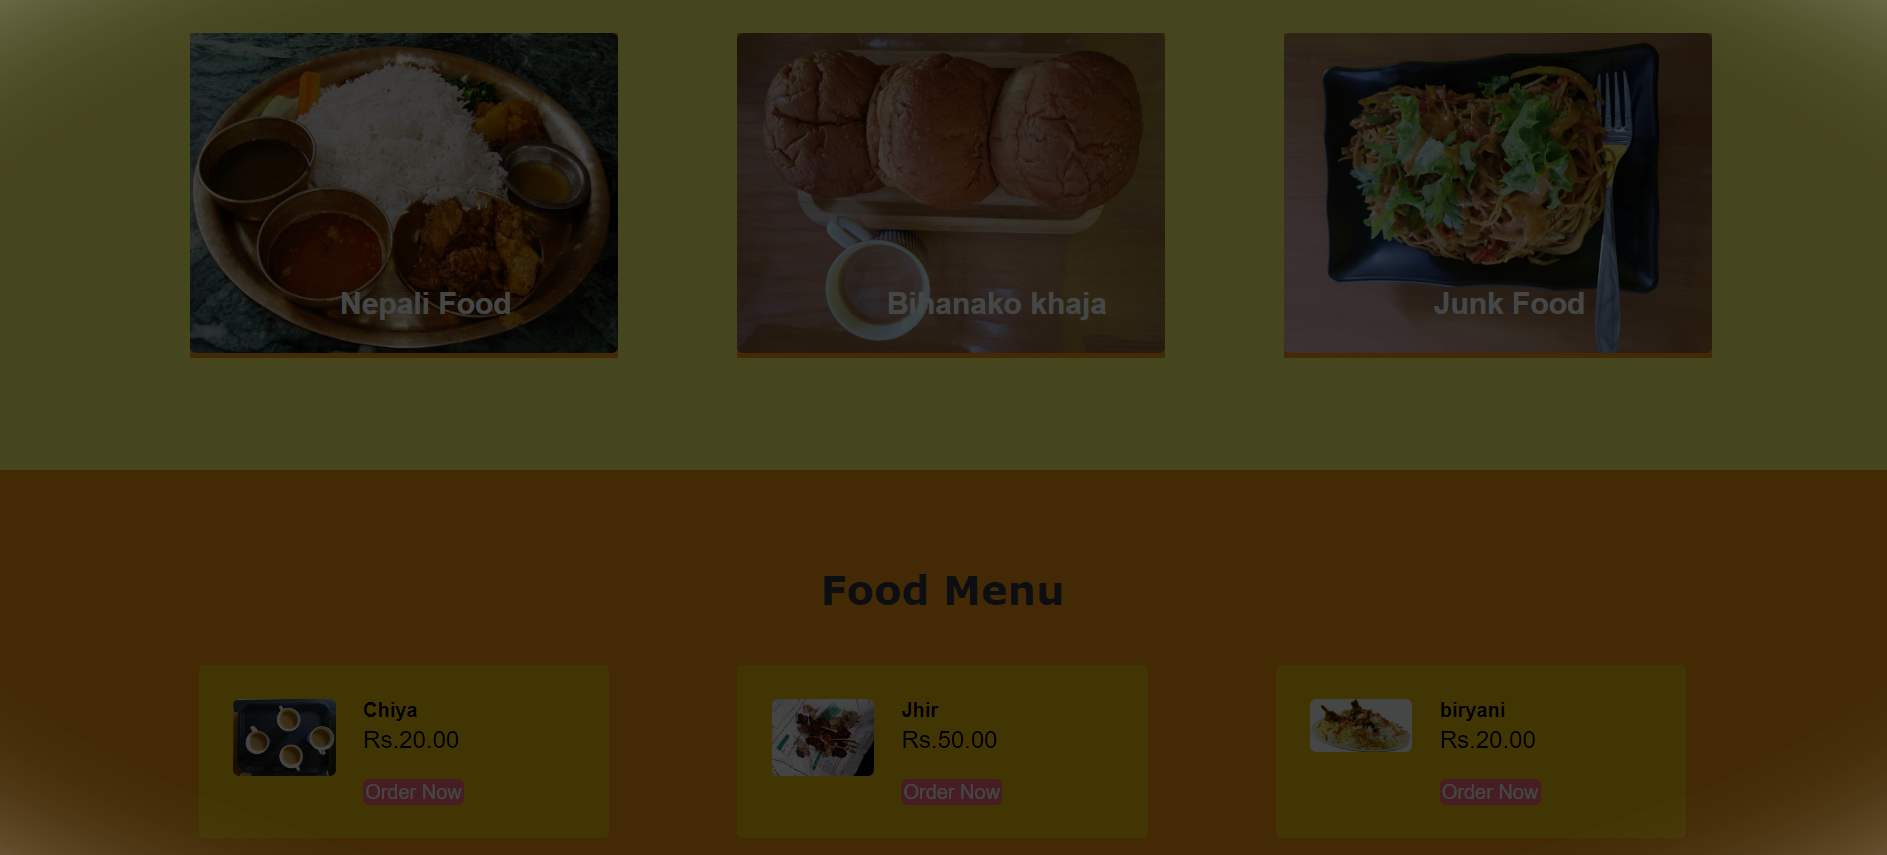 Nepali Food
Bihanako khaja
Junk Food
Food Menu
Chiya
Rs.20.00
Order Now
Jhir
Rs.50.00
Order Now
biryani
Rs.20.00
Order Now